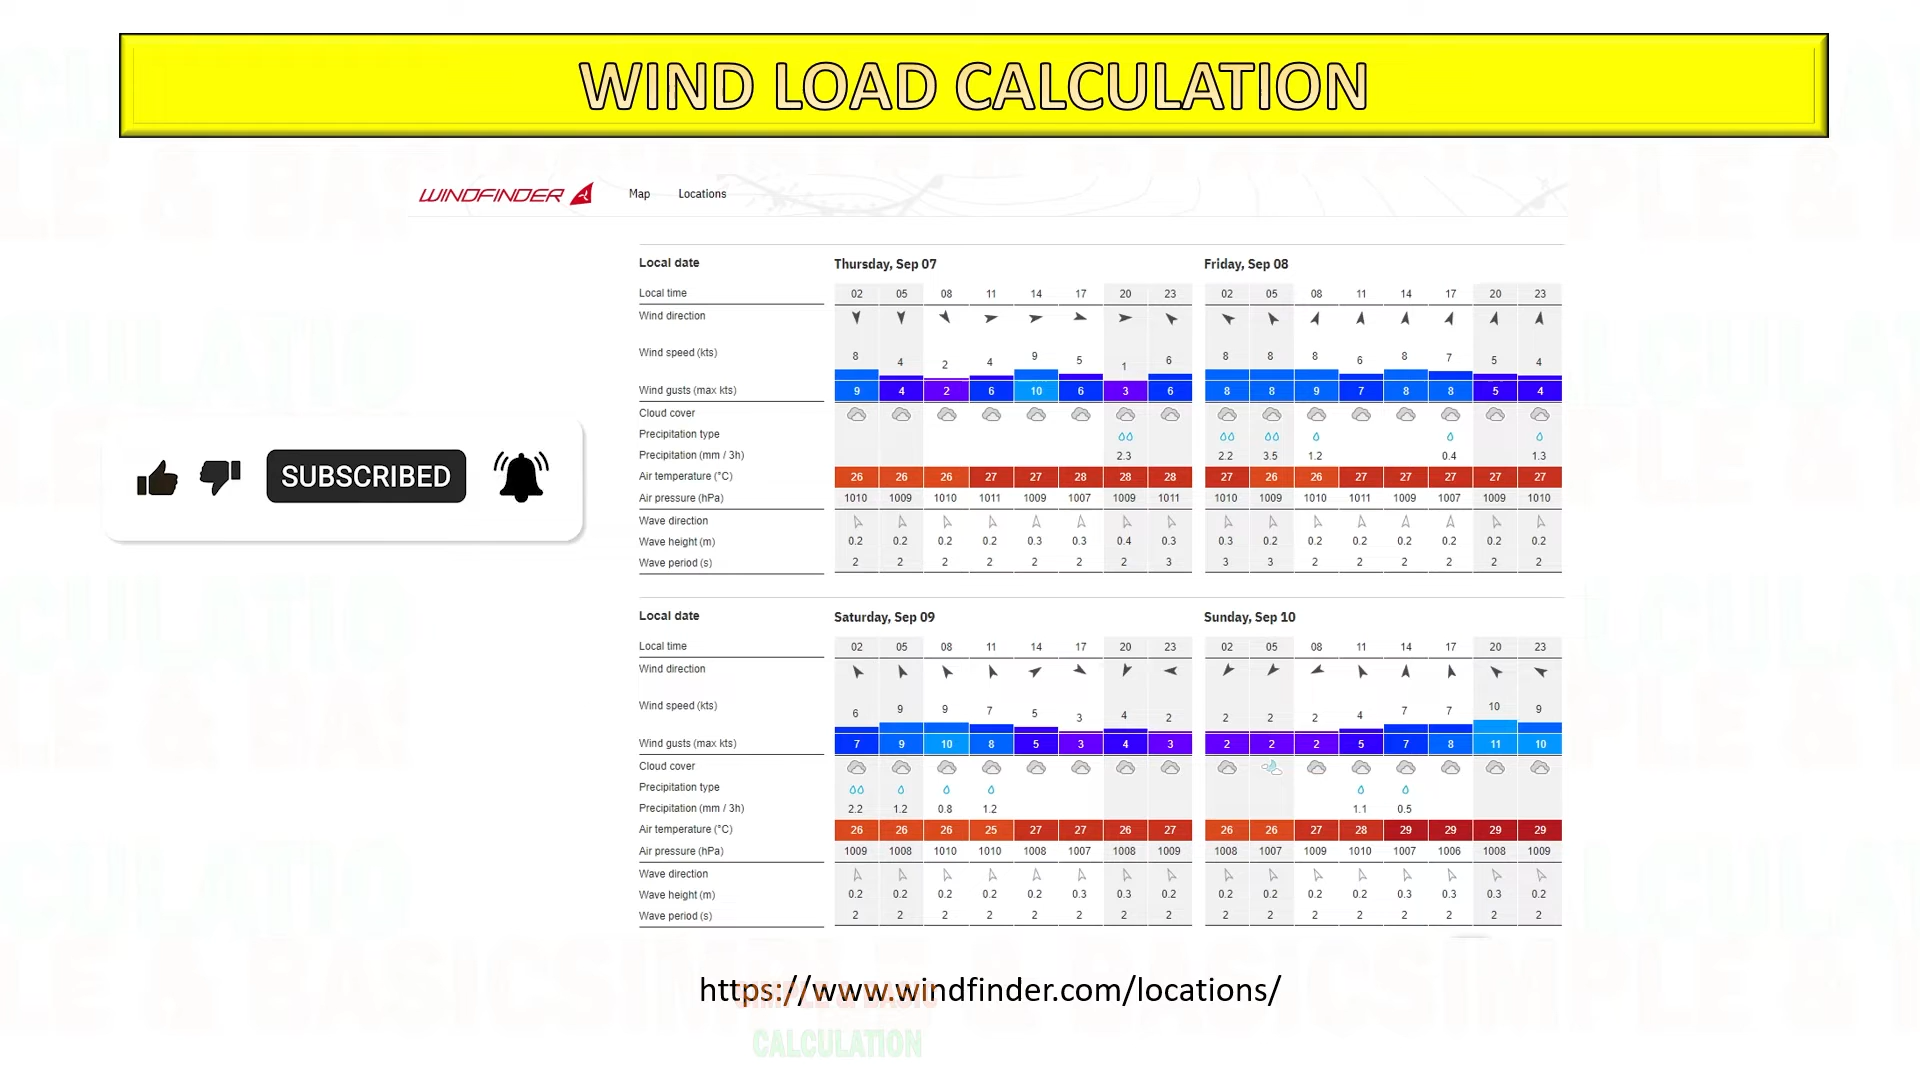 WIND LOAD CALCULATION
WINDFINDER Map Locations
Local date Thursday, Sep 07 Friday, Sep 08
Local time 02 05 08 11 14 17 20 23 02 05 08 11 14 17 20 23
Wind direction
Wind speed (kts) 8 4 2 4 9 5 1 6 8 8 8 6 8 7 5 4
Wind gusts (max kts) 9 4 2 6 10 6 3 6 8 8 9 7 8 8 5 4
Cloud cover
Precipitation type
Precipitation (mm / 3h) 2.3 2.2 3.5 1.2 0.4 1.3
Air temperature (°C) 26 26 26 27 27 28 28 28 27 26 26 27 27 27 27 27
Air pressure (hPa) 1010 1009 1010 1011 1009 1007 1009 1011 1010 1009 1010 1011 1009 1007 1009 1010
Wave direction
Wave height (m) 0.2 0.2 0.2 0.2 0.3 0.3 0.4 0.3 0.3 0.2 0.2 0.2 0.2 0.2 0.2 0.2
Wave period (s) 2 2 2 2 2 2 2 3 3 3 2 2 2 2 2 2
SUBSCRIBED
Local date Saturday, Sep 09 Sunday, Sep 10
Local time 02 05 08 11 14 17 20 23 02 05 08 11 14 17 20 23
Wind direction
Wind speed (kts) 6 9 9 7 5 3 4 2 2 2 2 4 7 7 10 9
Wind gusts (max kts) 7 9 10 8 5 3 4 3 2 2 2 5 7 8 11 10
Cloud cover
Precipitation type
Precipitation (mm / 3h) 2.2 1.2 0.8 1.2 1.1 0.5
Air temperature (°C) 26 26 26 25 27 27 26 27 26 26 27 28 29 29 29 29
Air pressure (hPa) 1009 1008 1010 1010 1008 1007 1008 1009 1008 1007 1009 1010 1007 1006 1008 1009
Wave direction
Wave height (m) 0.2 0.2 0.2 0.2 0.2 0.3 0.3 0.2 0.2 0.2 0.2 0.2 0.3 0.3 0.3 0.2
Wave period (s) 2 2 2 2 2 2 2 2 2 2 2 2 2 2 2 2
https://www.windfinder.com/locations/
SIMPLE & BASIC
CALCULATION